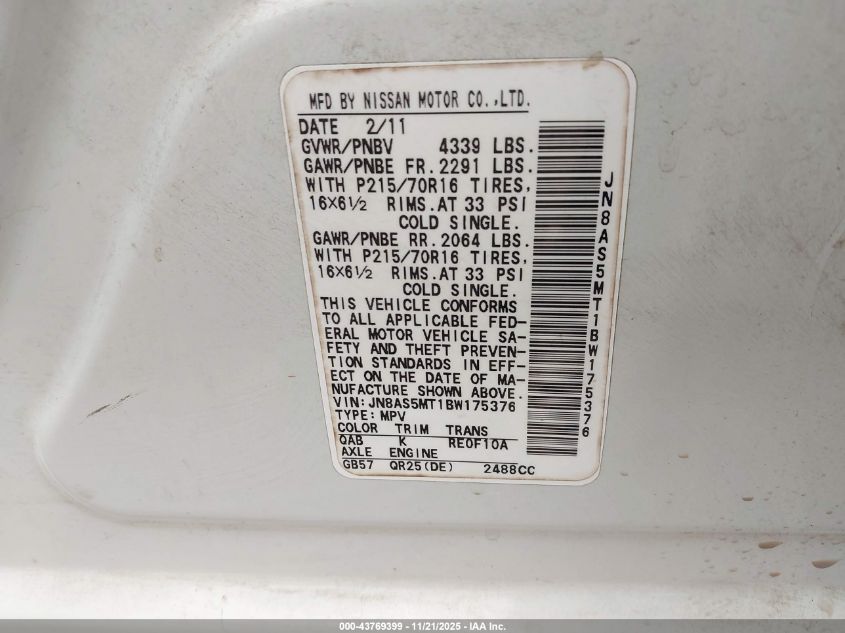 MFD BY NISSAN MOTOR CO.,LTD.
DATE 2/11
GVWR/PNBV 4339 LBS.
GAWR/PNBE FR.2291 LBS.
WITH P215/70R16 TIRES,
16X6½ RIMS.AT 33 PSI
COLD SINGLE.
GAWR/PNBE RR.2064 LBS.
WITH P215/70R16 TIRES,
16X6½ RIMS.AT 33 PSI
COLD SINGLE.
THIS VEHICLE CONFORMS
TO ALL APPLICABLE FED-
ERAL MOTOR VEHICLE SA-
FETY AND THEFT PREVEN-
TION STANDARDS IN EFF-
ECT ON THE DATE OF MA-
NUFACTURE SHOWN ABOVE.
VIN:JN8AS5MT1BW175376
TYPE:MPV
COLOR TRIM TRANS
QAB K RE0F10A
AXLE ENGINE
GB57 QR25(DE) 2488CC
JN8AS5MT1BW175376
000-43769399 - 11/21/2025 - IAA Inc.